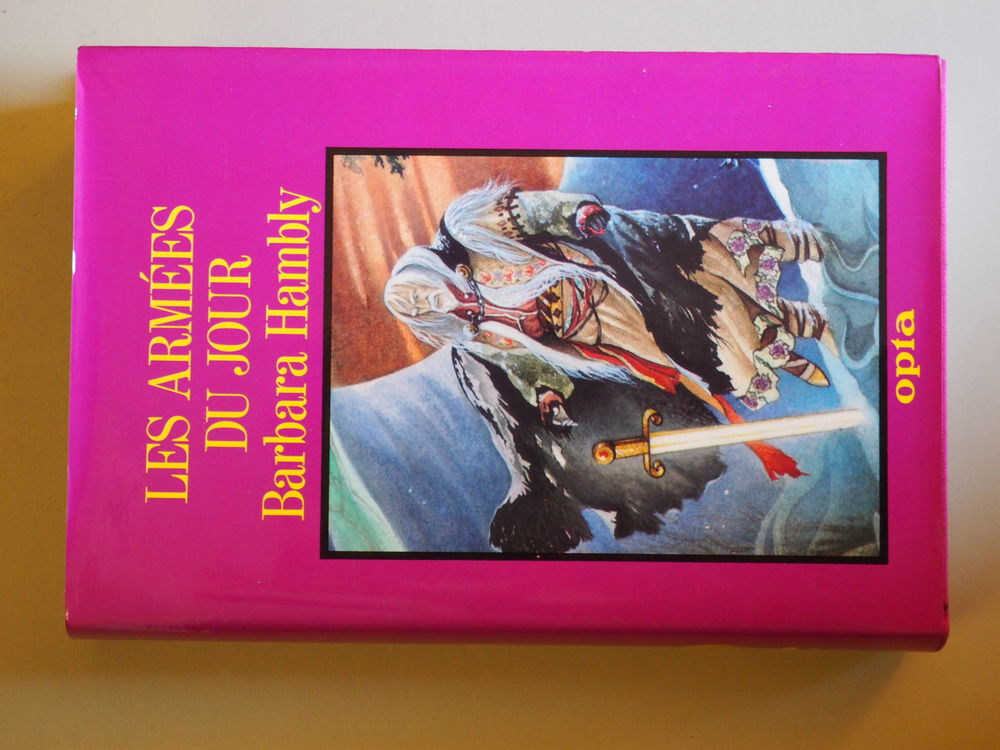 LES ARMÉES
DU JOUR
Barbara Hambly
opta